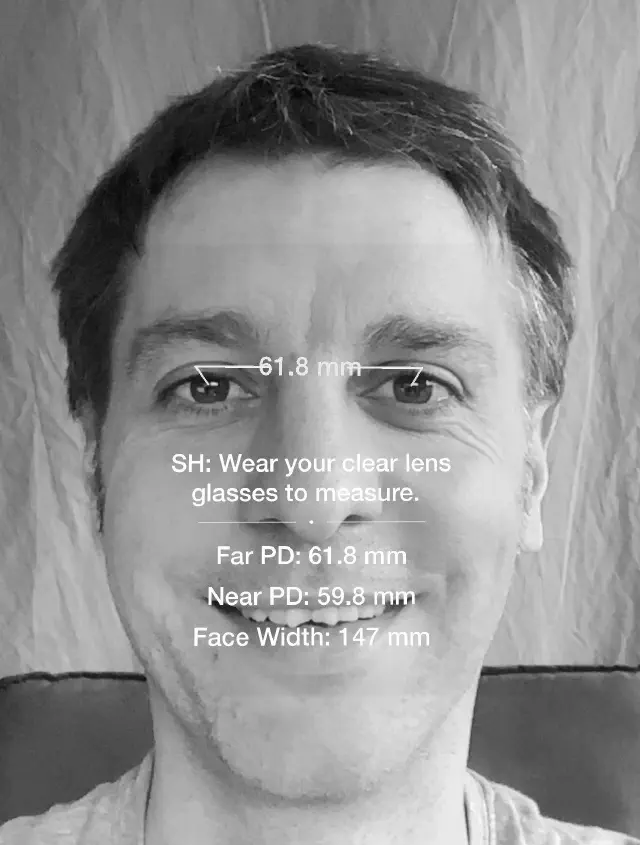 61.8 mm
SH: Wear your clear lens
glasses to measure.
Far PD: 61.8 mm
Near PD: 59.8 mm
Face Width: 147 mm